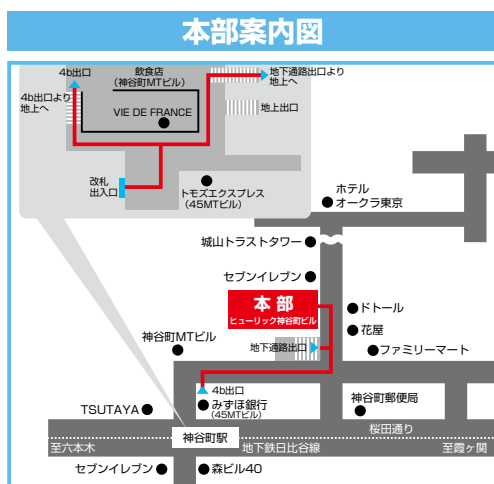 本部案内図
4b出口
飲食店
(神谷町MTビル)
地下通路出口より
地上へ
4b出口より
地上へ
VIE DE FRANCE
地上出口
改札
出入口
トモズエクスプレス
(45MTビル)
ホテル
オークラ東京
城山トラストタワー
セブンイレブン
本部
ヒューリック神谷町ビル
ドトール
花屋
神谷町MTビル
地下通路出口
ファミリーマート
4b出口
みずほ銀行
(45MTビル)
神谷町郵便局
TSUTAYA
桜田通り
神谷町駅
至六本木
地下鉄日比谷線
至霞ヶ関
セブンイレブン
森ビル40